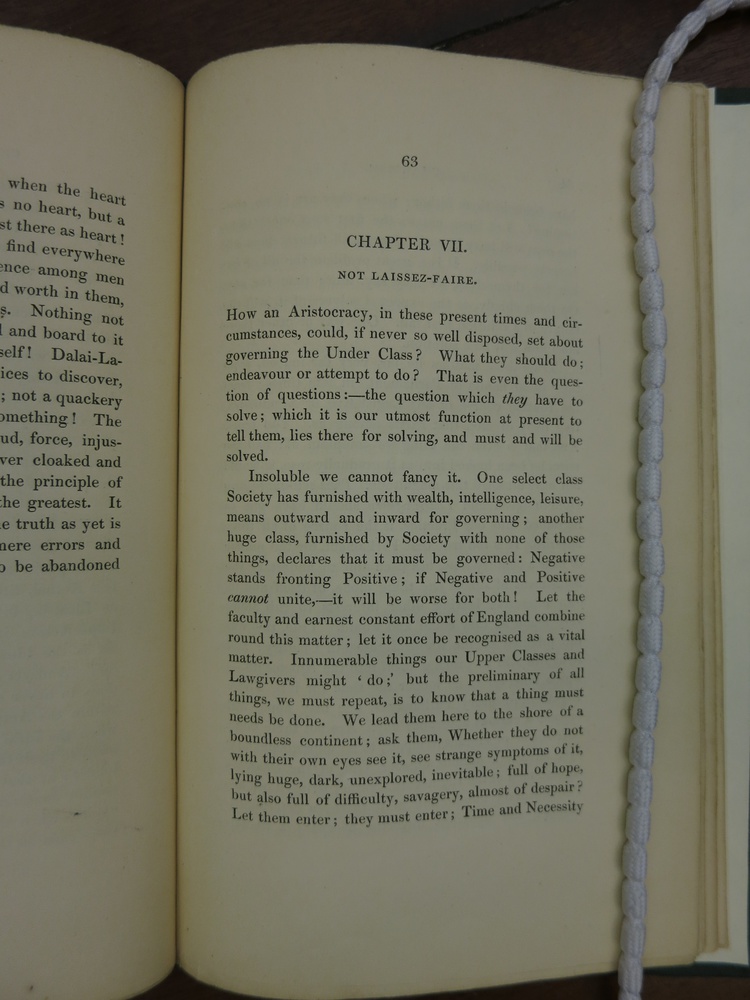 when the heart
no heart, but a
there as heart!
find everywhere
among men
worth in them,
Nothing not
and board to it
Dalai-La-
to discover,
; not a quackery
The
force, injus-
cloaked and
the principle of
the greatest. It
truth as yet is
errors and
be abandoned
63
CHAPTER VII.
NOT LAISSEZ-FAIRE.
How an Aristocracy, in these present times and cir-
cumstances, could, if never so well disposed, set about
governing the Under Class? What they should do;
endeavour or attempt to do? That is even the ques-
tion of questions:—the question which they have to
solve; which it is our utmost function at present to
tell them, lies there for solving, and must and will be
solved.
Insoluble we cannot fancy it. One select class
Society has furnished with wealth, intelligence, leisure,
means outward and inward for governing; another
huge class, furnished by Society with none of those
things, declares that it must be governed: Negative
stands fronting Positive; if Negative and Positive
cannot unite,—it will be worse for both! Let the
faculty and earnest constant effort of England combine
round this matter; let it once be recognised as a vital
matter. Innumerable things our Upper Classes and
Lawgivers might ‘ do;’ but the preliminary of all
things, we must repeat, is to know that a thing must
needs be done. We lead them here to the shore of a
boundless continent; ask them, Whether they do not
with their own eyes see it, see strange symptoms of it,
lying huge, dark, unexplored, inevitable; full of hope,
but also full of difficulty, savagery, almost of despair?
Let them enter; they must enter; Time and Necessity